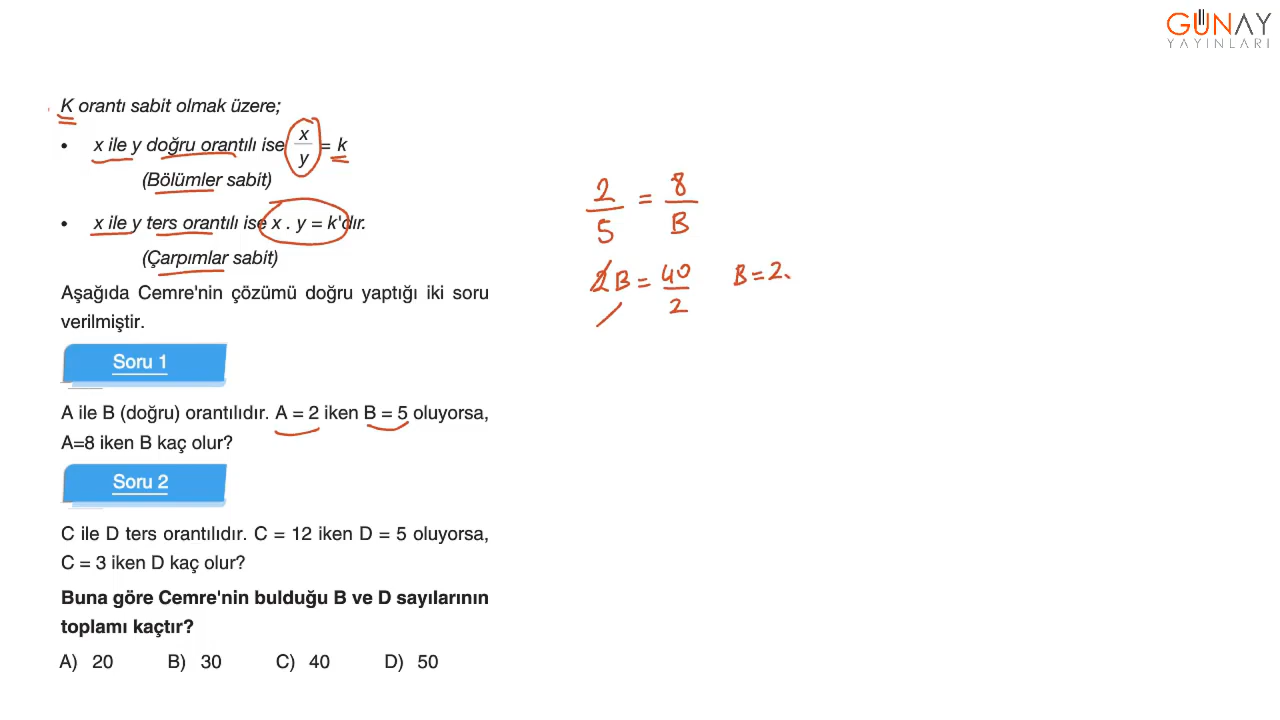 GÜNAY
YAYINLARI
K orantı sabit olmak üzere;
• x ile y doğru orantılı ise x/y = k
(Bölümler sabit)
• x ile y ters orantılı ise x . y = k'dır.
(Çarpımlar sabit)
Aşağıda Cemre'nin çözümü doğru yaptığı iki soru
verilmiştir.
Soru 1
A ile B (doğru) orantılıdır. A = 2 iken B = 5 oluyorsa,
A=8 iken B kaç olur?
Soru 2
C ile D ters orantılıdır. C = 12 iken D = 5 oluyorsa,
C = 3 iken D kaç olur?
Buna göre Cemre'nin bulduğu B ve D sayılarının
toplamı kaçtır?
A) 20 B) 30 C) 40 D) 50
2/5 = 8/B
2B = 40/2 B = 2